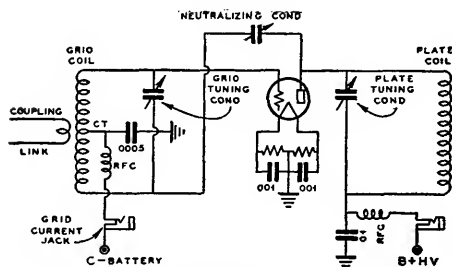 NEUTRALIZING COND
GRID
COIL
PLATE
COIL
GRID
TUNING
COND
PLATE
TUNING
COND
COUPLING
LINK
CT
.0005
RFC
.001
.001
GRID
CURRENT
JACK
C-BATTERY
.01
RFC
B+HV